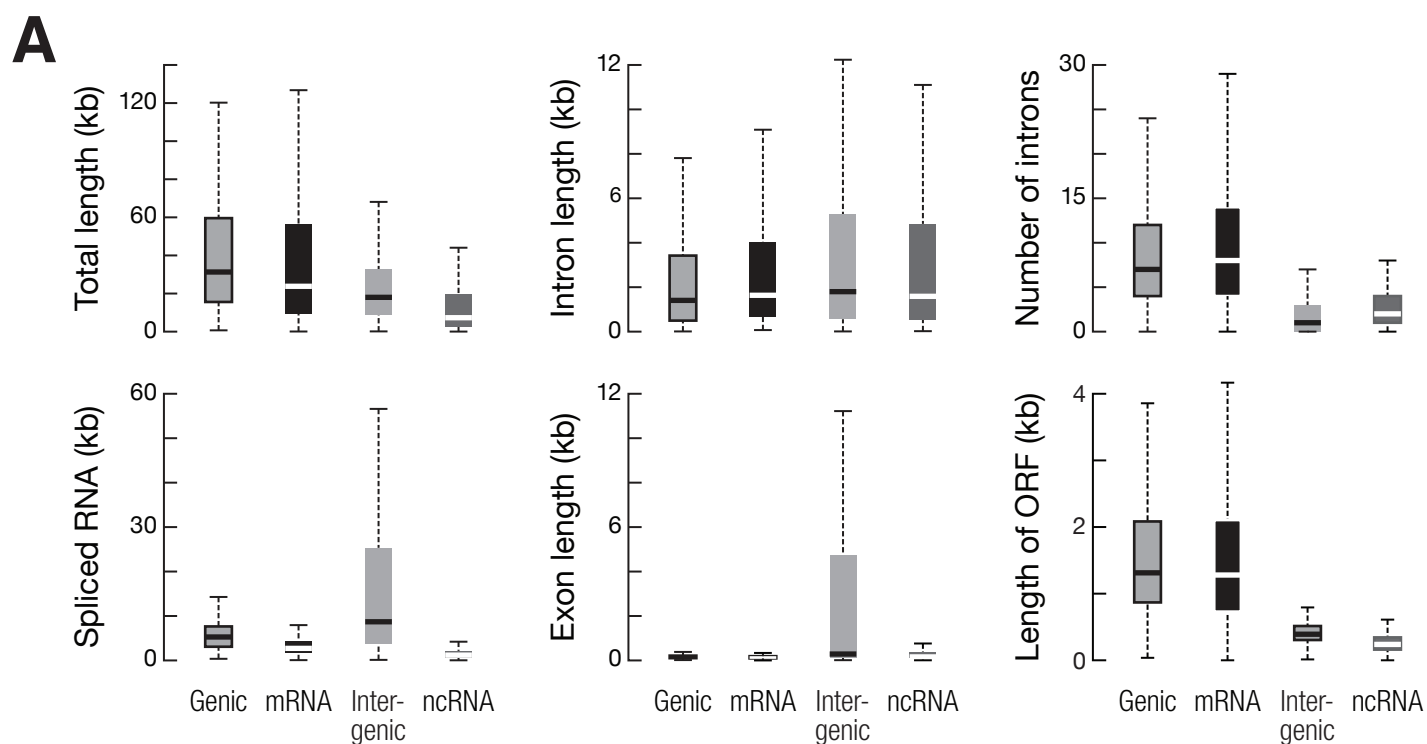 A
Total length (kb)
120
60
0
Intron length (kb)
12
6
0
Number of introns
30
15
0
Spliced RNA (kb)
60
30
0
Exon length (kb)
12
6
0
Length of ORF (kb)
4
2
0
Genic mRNA Inter- ncRNA
genic
Genic mRNA Inter- ncRNA
genic
Genic mRNA Inter- ncRNA
genic